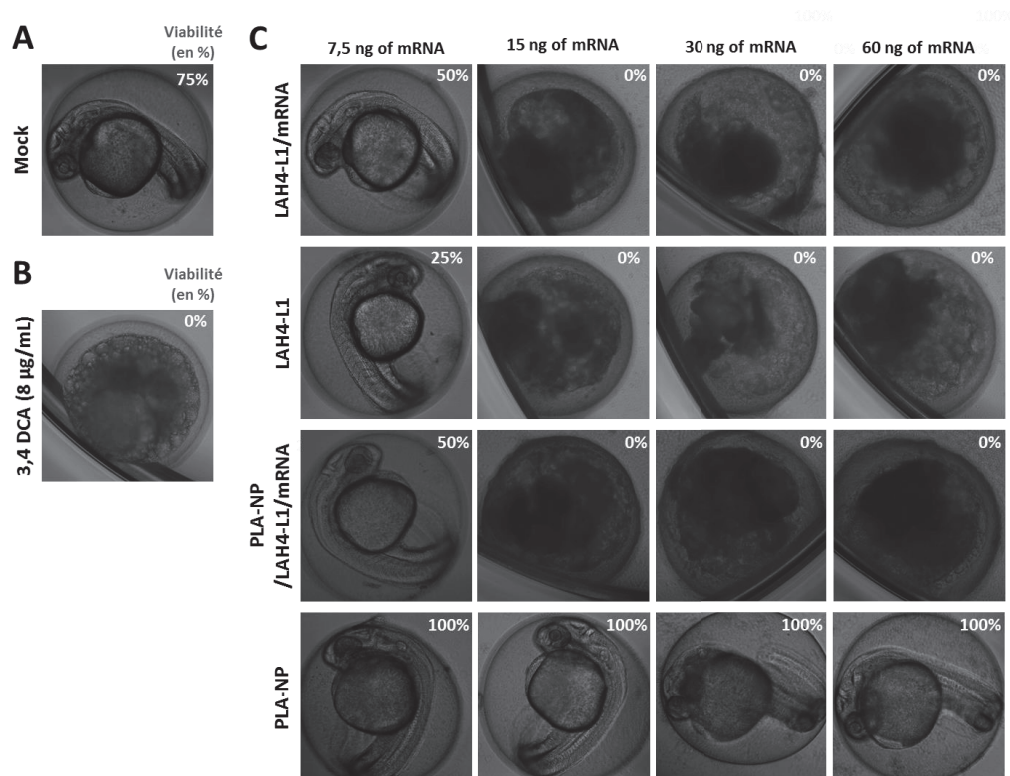 A
Viabilité
(en %)
75%
Mock
B
Viabilité
(en %)
0%
3,4 DCA (8 µg/mL)
C
7,5 ng of mRNA
15 ng of mRNA
30 ng of mRNA
60 ng of mRNA
LAH4-L1/mRNA
50%
0%
0%
0%
LAH4-L1
25%
0%
0%
0%
PLA-NP
/LAH4-L1/mRNA
50%
0%
0%
0%
PLA-NP
100%
100%
100%
100%